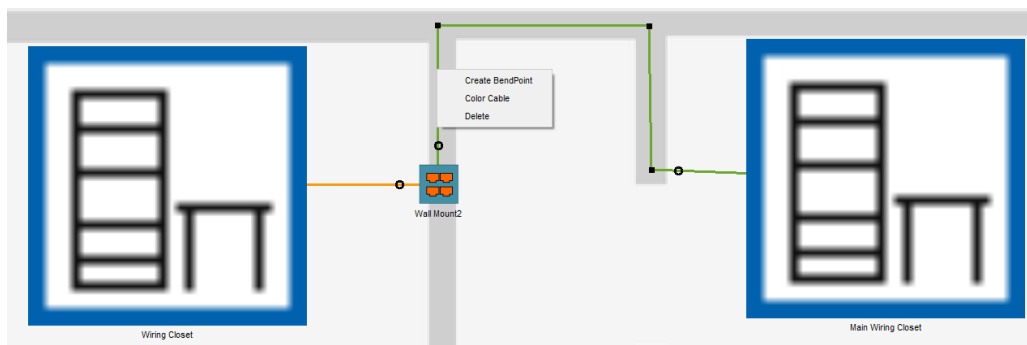 Create BendPoint
Color Cable
Delete
Wall Mount2
Wiring Closet
Main Wiring Closet